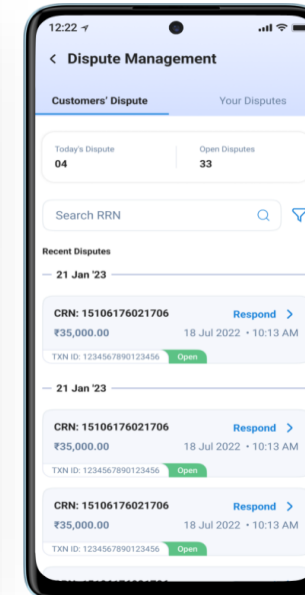 12:22
Dispute Management
Customers' Dispute Your Disputes
Today's Dispute Open Disputes
04 33
Search RRN
Recent Disputes
21 Jan '23
CRN: 15106176021706 Respond
₹35,000.00 18 Jul 2022 • 10:13 AM
TXN ID: 1234567890123456 Open
21 Jan '23
CRN: 15106176021706 Respond
₹35,000.00 18 Jul 2022 • 10:13 AM
TXN ID: 1234567890123456 Open
CRN: 15106176021706 Respond
₹35,000.00 18 Jul 2022 • 10:13 AM
TXN ID: 1234567890123456 Open